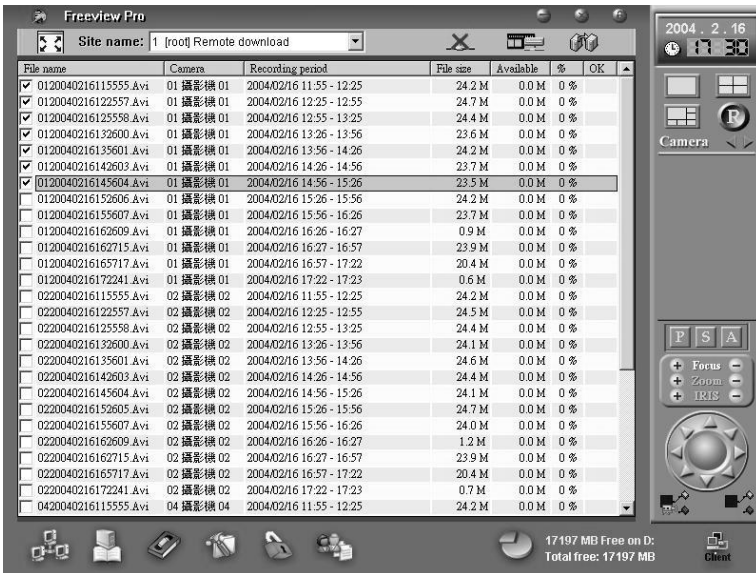 Freeview Pro
Site name: 1 [root] Remote download
2004 . 2 . 16
17:30
File name Camera Recording period File size Available % OK
0120040216115555.Avi 01 攝影機 01 2004/02/16 11:55 - 12:25 24.2 M 0.0 M 0 %
0120040216122557.Avi 01 攝影機 01 2004/02/16 12:25 - 12:55 24.7 M 0.0 M 0 %
0120040216125558.Avi 01 攝影機 01 2004/02/16 12:55 - 13:25 24.4 M 0.0 M 0 %
0120040216132600.Avi 01 攝影機 01 2004/02/16 13:26 - 13:56 23.6 M 0.0 M 0 %
0120040216135601.Avi 01 攝影機 01 2004/02/16 13:56 - 14:26 24.2 M 0.0 M 0 %
0120040216142603.Avi 01 攝影機 01 2004/02/16 14:26 - 14:56 23.7 M 0.0 M 0 %
0120040216145604.Avi 01 攝影機 01 2004/02/16 14:56 - 15:26 23.5 M 0.0 M 0 %
0120040216152606.Avi 01 攝影機 01 2004/02/16 15:26 - 15:56 24.2 M 0.0 M 0 %
0120040216155607.Avi 01 攝影機 01 2004/02/16 15:56 - 16:26 23.7 M 0.0 M 0 %
0120040216162609.Avi 01 攝影機 01 2004/02/16 16:26 - 16:27 0.9 M 0.0 M 0 %
0120040216162715.Avi 01 攝影機 01 2004/02/16 16:27 - 16:57 23.9 M 0.0 M 0 %
0120040216165717.Avi 01 攝影機 01 2004/02/16 16:57 - 17:22 20.4 M 0.0 M 0 %
0120040216172241.Avi 01 攝影機 01 2004/02/16 17:22 - 17:23 0.6 M 0.0 M 0 %
0220040216115555.Avi 02 攝影機 02 2004/02/16 11:55 - 12:25 24.2 M 0.0 M 0 %
0220040216122557.Avi 02 攝影機 02 2004/02/16 12:25 - 12:55 24.5 M 0.0 M 0 %
0220040216125558.Avi 02 攝影機 02 2004/02/16 12:55 - 13:25 24.4 M 0.0 M 0 %
0220040216132600.Avi 02 攝影機 02 2004/02/16 13:26 - 13:56 24.1 M 0.0 M 0 %
0220040216135601.Avi 02 攝影機 02 2004/02/16 13:56 - 14:26 24.6 M 0.0 M 0 %
0220040216142603.Avi 02 攝影機 02 2004/02/16 14:26 - 14:56 24.4 M 0.0 M 0 %
0220040216145604.Avi 02 攝影機 02 2004/02/16 14:56 - 15:26 24.1 M 0.0 M 0 %
0220040216152605.Avi 02 攝影機 02 2004/02/16 15:26 - 15:56 24.7 M 0.0 M 0 %
0220040216155607.Avi 02 攝影機 02 2004/02/16 15:56 - 16:26 24.0 M 0.0 M 0 %
0220040216162609.Avi 02 攝影機 02 2004/02/16 16:26 - 16:27 1.2 M 0.0 M 0 %
0220040216162715.Avi 02 攝影機 02 2004/02/16 16:27 - 16:57 23.9 M 0.0 M 0 %
0220040216165717.Avi 02 攝影機 02 2004/02/16 16:57 - 17:22 20.4 M 0.0 M 0 %
0220040216172241.Avi 02 攝影機 02 2004/02/16 17:22 - 17:23 0.7 M 0.0 M 0 %
0420040216115555.Avi 04 攝影機 04 2004/02/16 11:55 - 12:25 24.2 M 0.0 M 0 %
R
Camera
P S A
Focus
Zoom
IRIS
17197 MB Free on D:
Total free: 17197 MB
Client